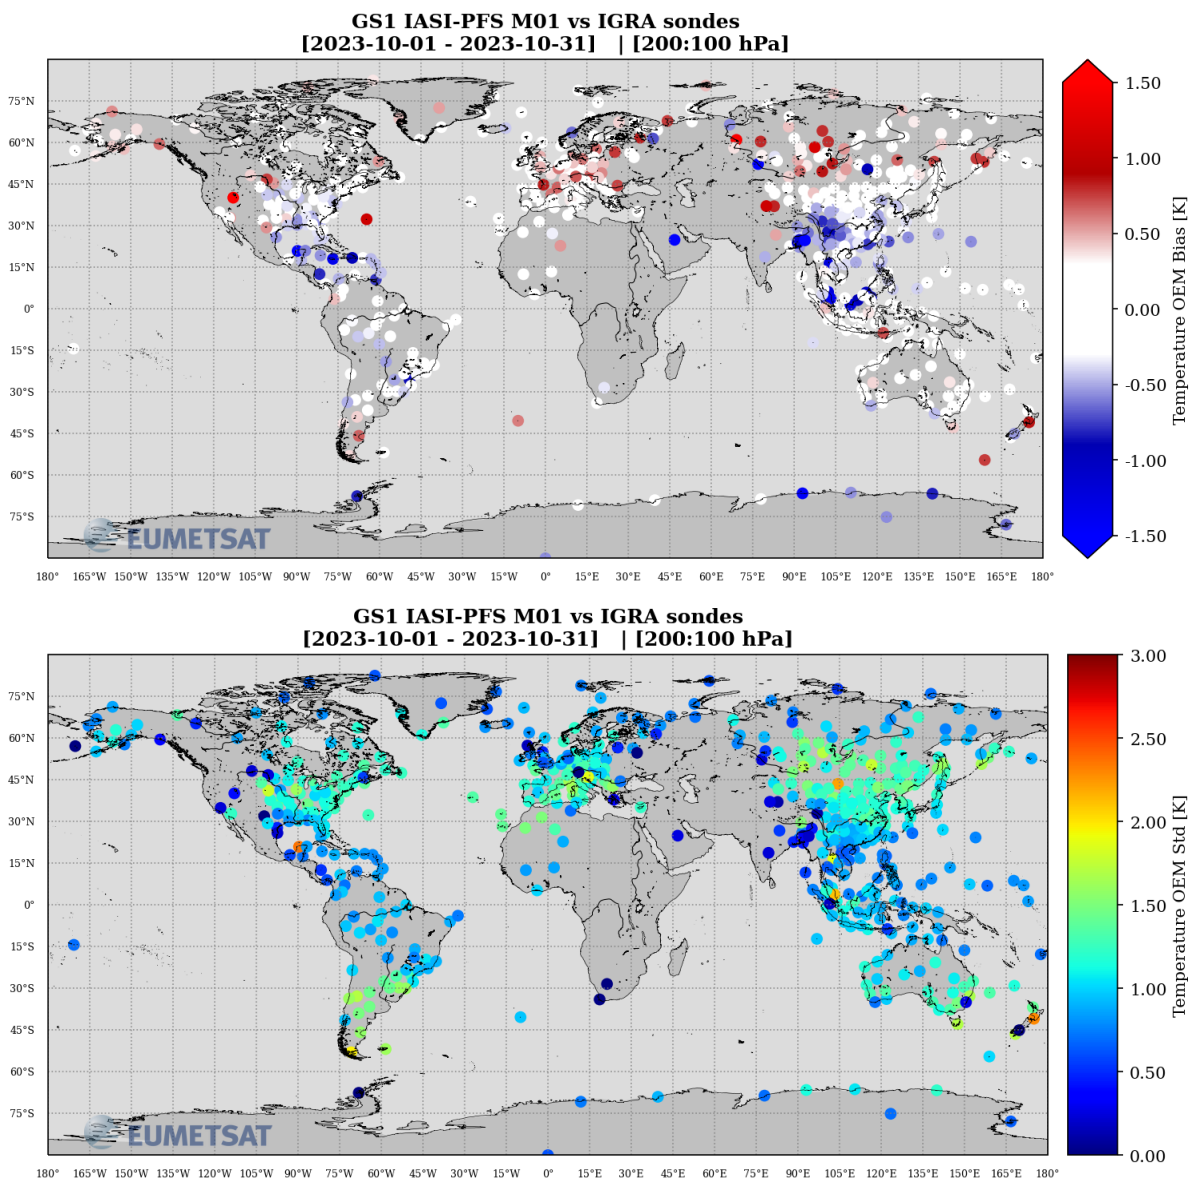 GS1 IASI-PFS M01 vs IGRA sondes
[2023-10-01 - 2023-10-31] | [200:100 hPa]
75°N
60°N
45°N
30°N
15°N
0°
15°S
30°S
45°S
60°S
75°S
180° 165°W 150°W 135°W 120°W 105°W 90°W 75°W 60°W 45°W 30°W 15°W 0° 15°E 30°E 45°E 60°E 75°E 90°E 105°E 120°E 135°E 150°E 165°E 180°
EUMETSAT
1.50
1.00
0.50
0.00
-0.50
-1.00
-1.50
Temperature OEM Bias [K]
GS1 IASI-PFS M01 vs IGRA sondes
[2023-10-01 - 2023-10-31] | [200:100 hPa]
75°N
60°N
45°N
30°N
15°N
0°
15°S
30°S
45°S
60°S
75°S
180° 165°W 150°W 135°W 120°W 105°W 90°W 75°W 60°W 45°W 30°W 15°W 0° 15°E 30°E 45°E 60°E 75°E 90°E 105°E 120°E 135°E 150°E 165°E 180°
EUMETSAT
3.00
2.50
2.00
1.50
1.00
0.50
0.00
Temperature OEM Std [K]